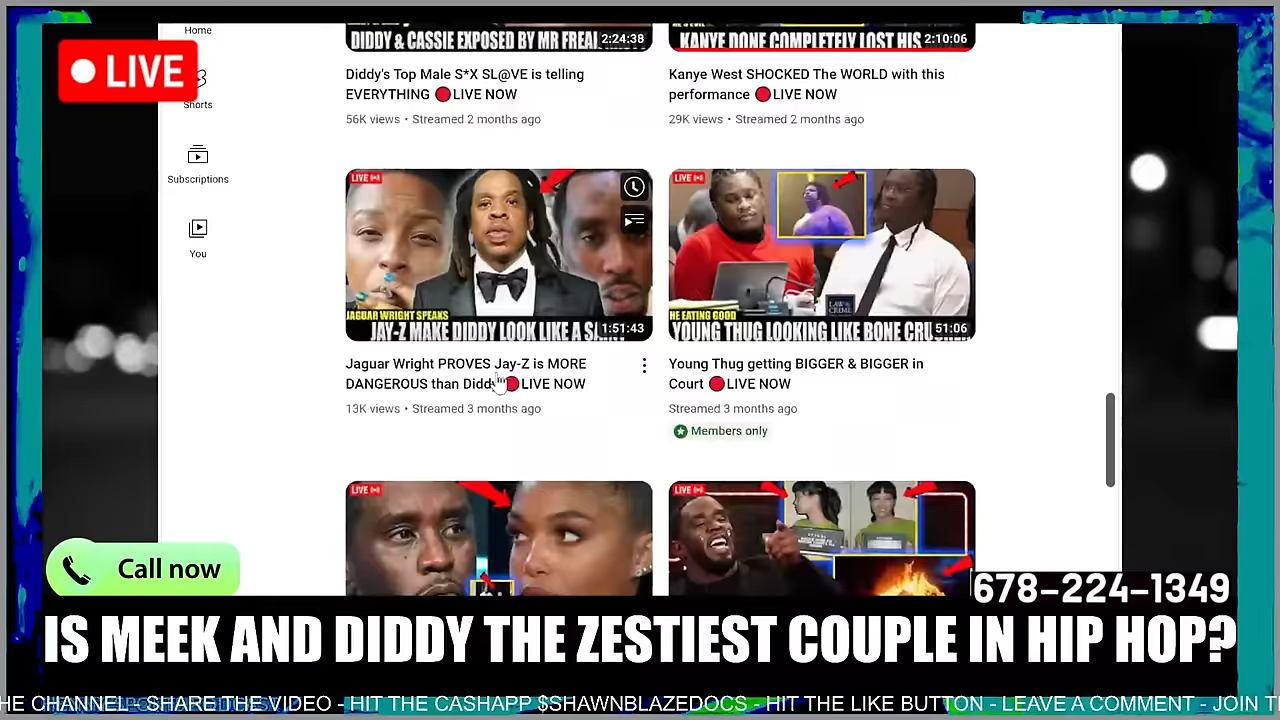 Home
LIVE
Shorts
Subscriptions
You
DIDDY & CASSIE EXPOSED BY MR
2:24:38
Diddy's Top Male S*X SL@VE is telling
EVERYTHING 🔴LIVE NOW
56K views • Streamed 2 months ago
KANYE DONE COMPLETELY LOST HIS
2:10:06
Kanye West SHOCKED The WORLD with this
performance 🔴LIVE NOW
29K views • Streamed 2 months ago
LIVE
JAGUAR WRIGHT SPEAKS
JAY-Z MAKE DIDDY LOOK LIKE A
1:51:43
Jaguar Wright PROVES Jay-Z is MORE
DANGEROUS than Diddy 🔴LIVE NOW
13K views • Streamed 3 months ago
LIVE
LAW&
CRIME
HE EATING GOOD
YOUNG THUG LOOKING LIKE BONE
51:06
Young Thug getting BIGGER & BIGGER in
Court 🔴LIVE NOW
Streamed 3 months ago
Members only
LIVE
LIVE
Call now
678-224-1349
IS MEEK AND DIDDY THE ZESTIEST COUPLE IN HIP HOP?
HE CHANNEL - SHARE THE VIDEO - HIT THE CASHAPP $SHAWNBLAZEDOCS - HIT THE LIKE BUTTON - LEAVE A COMMENT - JOIN T